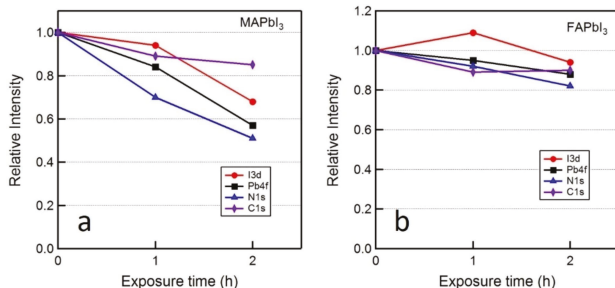 MAPbI₃
1.0
0.8
0.6
0.4
0.2
0.0
Relative Intensity
I3d
Pb4f
N1s
C1s
a
0
1
2
Exposure time (h)
FAPbI₃
1.2
1.0
0.8
0.6
0.4
0.2
0.0
Relative Intensity
I3d
Pb4f
N1s
C1s
b
0
1
2
Exposure time (h)